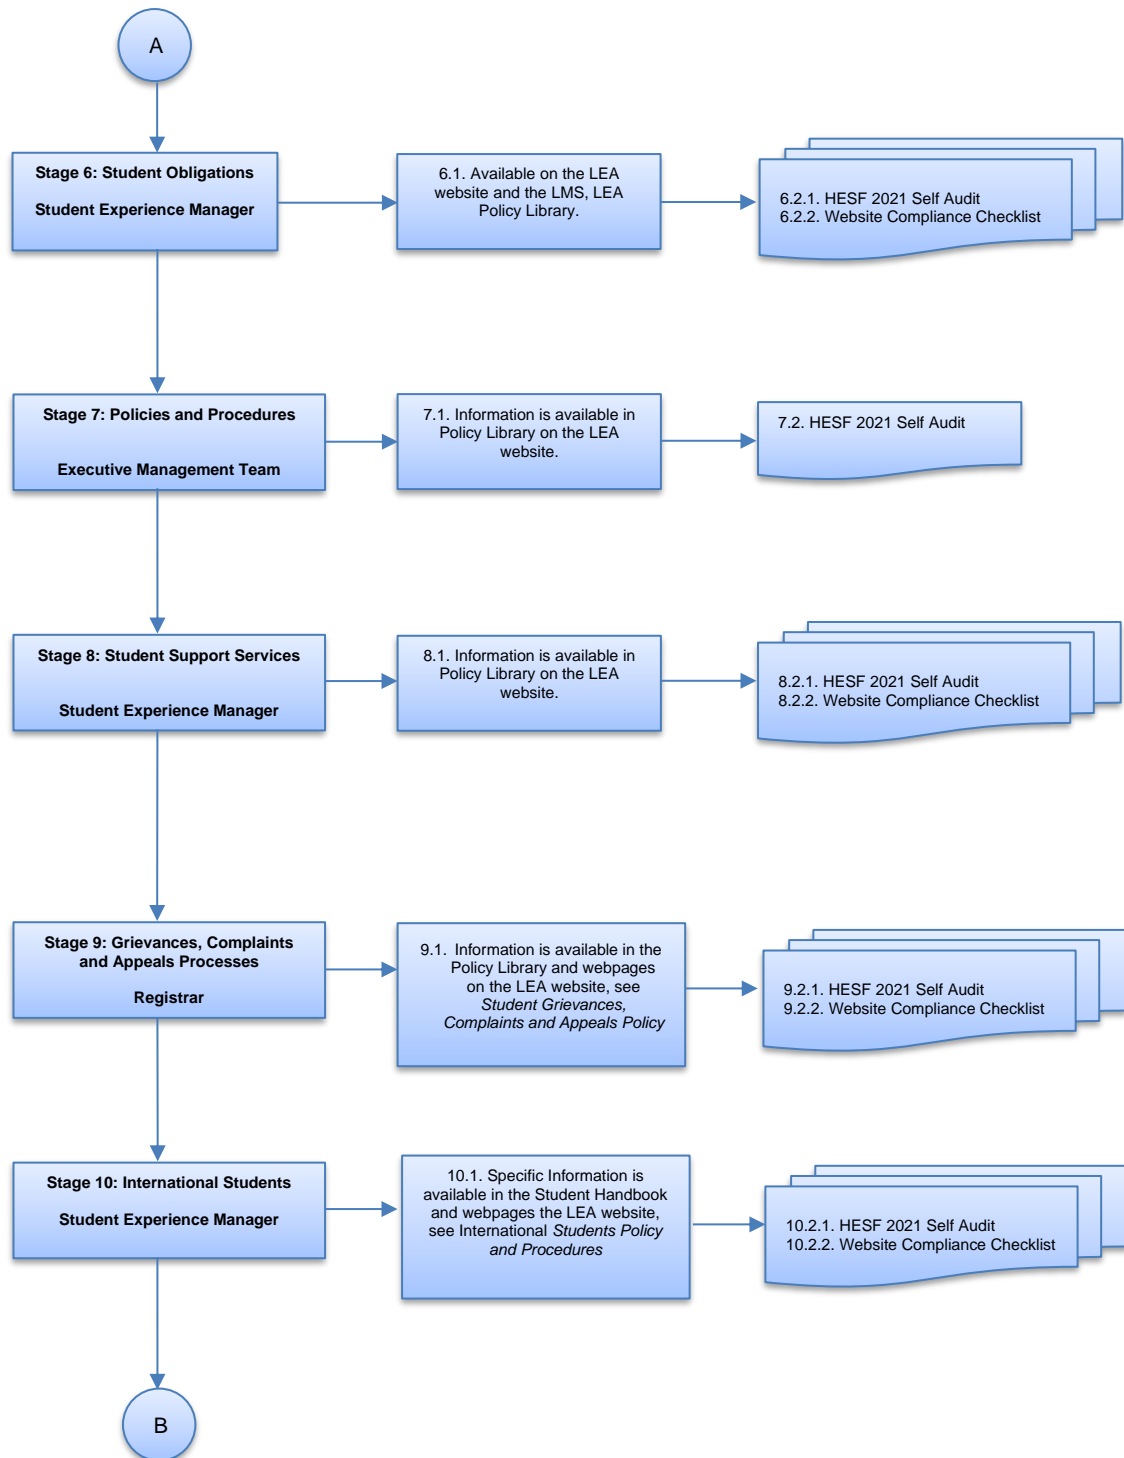 A
Stage 6: Student Obligations
Student Experience Manager
6.1. Available on the LEA
website and the LMS, LEA
Policy Library.
6.2.1. HESF 2021 Self Audit
6.2.2. Website Compliance Checklist
Stage 7: Policies and Procedures
Executive Management Team
7.1. Information is available in
Policy Library on the LEA
website.
7.2. HESF 2021 Self Audit
Stage 8: Student Support Services
Student Experience Manager
8.1. Information is available in
Policy Library on the LEA
website.
8.2.1. HESF 2021 Self Audit
8.2.2. Website Compliance Checklist
Stage 9: Grievances, Complaints
and Appeals Processes
Registrar
9.1. Information is available in the
Policy Library and webpages
on the LEA website, see
Student Grievances,
Complaints and Appeals Policy
9.2.1. HESF 2021 Self Audit
9.2.2. Website Compliance Checklist
Stage 10: International Students
Student Experience Manager
10.1. Specific Information is
available in the Student Handbook
and webpages the LEA website,
see International Students Policy
and Procedures
10.2.1. HESF 2021 Self Audit
10.2.2. Website Compliance Checklist
B